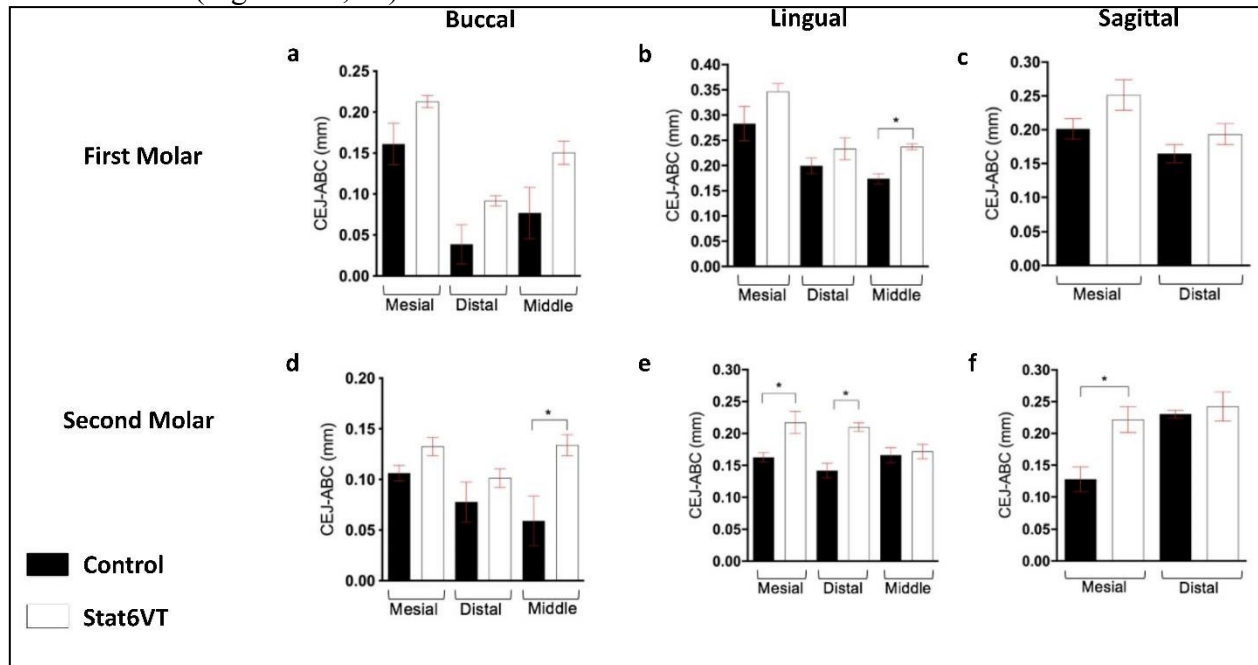 Buccal Lingual Sagittal
First Molar
a
CEJ-ABC (mm)
0.25
0.20
0.15
0.10
0.05
0.00
Mesial Distal Middle
b
CEJ-ABC (mm)
0.40
0.35
0.30
0.25
0.20
0.15
0.10
0.05
0.00
*
Mesial Distal Middle
c
CEJ-ABC (mm)
0.30
0.25
0.20
0.15
0.10
0.05
0.00
Mesial Distal
Second Molar
d
CEJ-ABC (mm)
0.20
0.15
0.10
0.05
0.00
*
Mesial Distal Middle
e
CEJ-ABC (mm)
0.30
0.25
0.20
0.15
0.10
0.05
0.00
* *
Mesial Distal Middle
f
CEJ-ABC (mm)
0.30
0.25
0.20
0.15
0.10
0.05
0.00
*
Mesial Distal
Control
Stat6VT